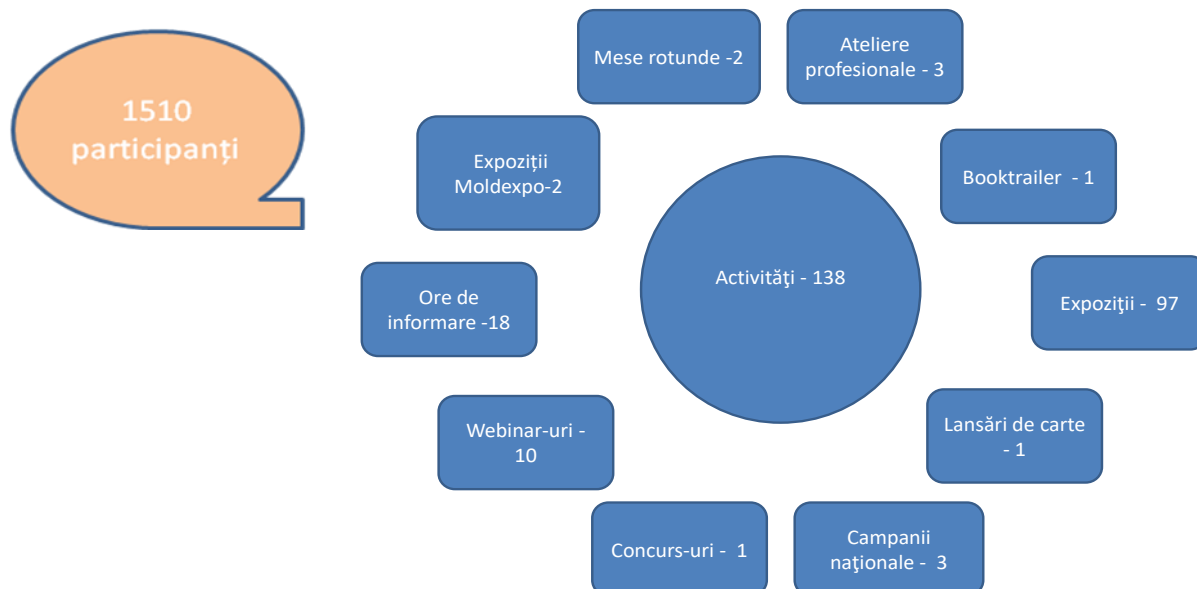 1510
participanți
Mese rotunde -2
Ateliere
profesionale - 3
Expoziții
Moldexpo-2
Booktrailer - 1
Activităţi - 138
Ore de
informare -18
Expoziţii - 97
Webinar-uri -
10
Lansări de carte
- 1
Concurs-uri - 1
Campanii
naţionale - 3